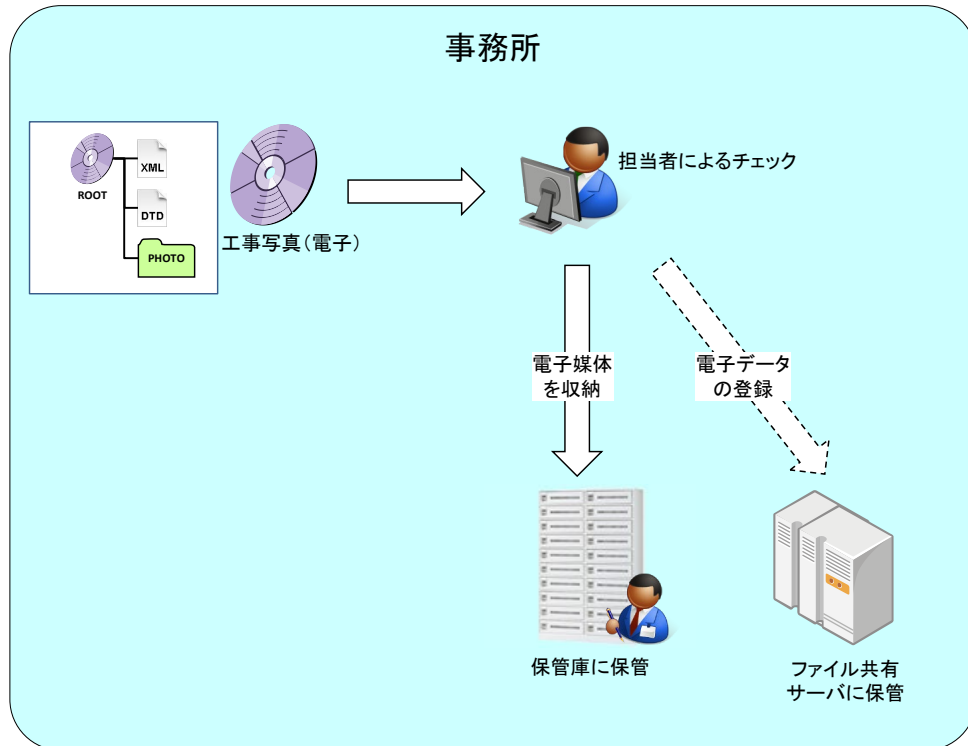 事務所
ROOT
XML
DTD
PHOTO
工事写真(電子)
担当者によるチェック
電子媒体
を収納
電子データ
の登録
保管庫に保管
ファイル共有
サーバに保管